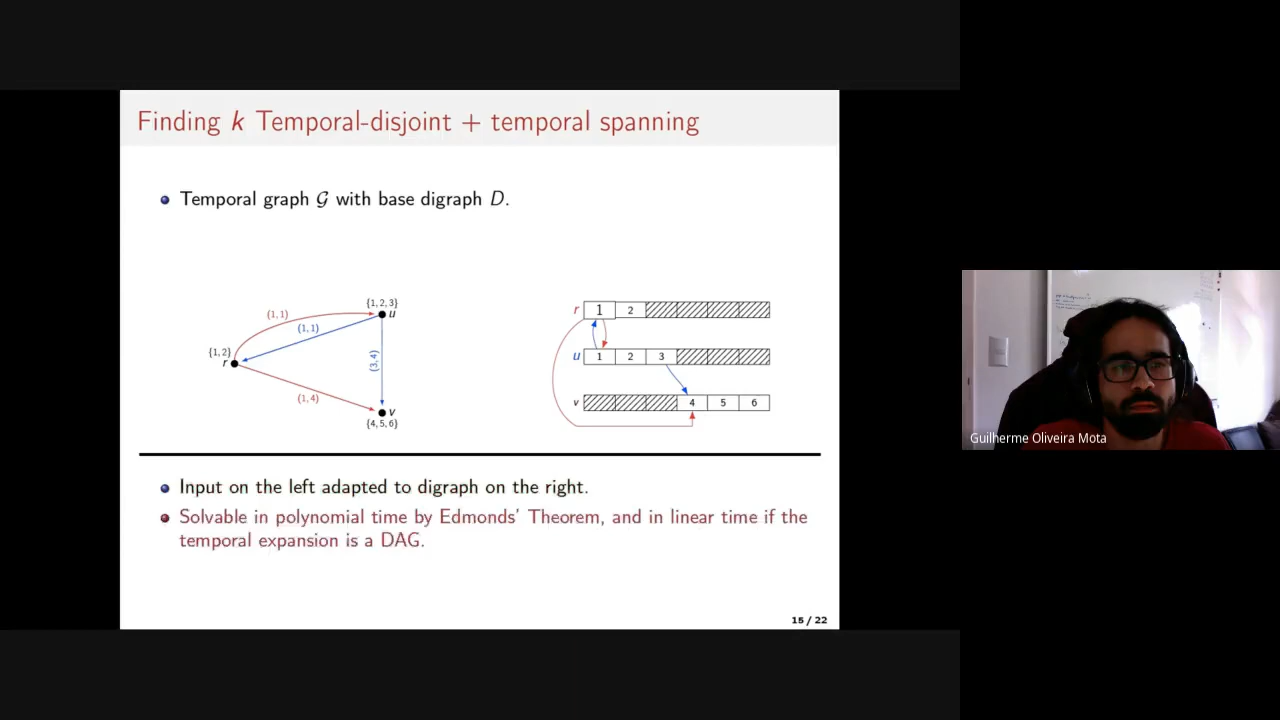 Finding k Temporal-disjoint + temporal spanning
Temporal graph 𝒢 with base digraph D.
{1, 2, 3}
u
(1, 1)
(1, 1)
{1, 2}
r
(3, 4)
(1, 4)
v
{4, 5, 6}
r 1 2
u 1 2 3
v 4 5 6
Input on the left adapted to digraph on the right.
Solvable in polynomial time by Edmonds' Theorem, and in linear time if the
temporal expansion is a DAG.
15 / 22
Guilherme Oliveira Mota